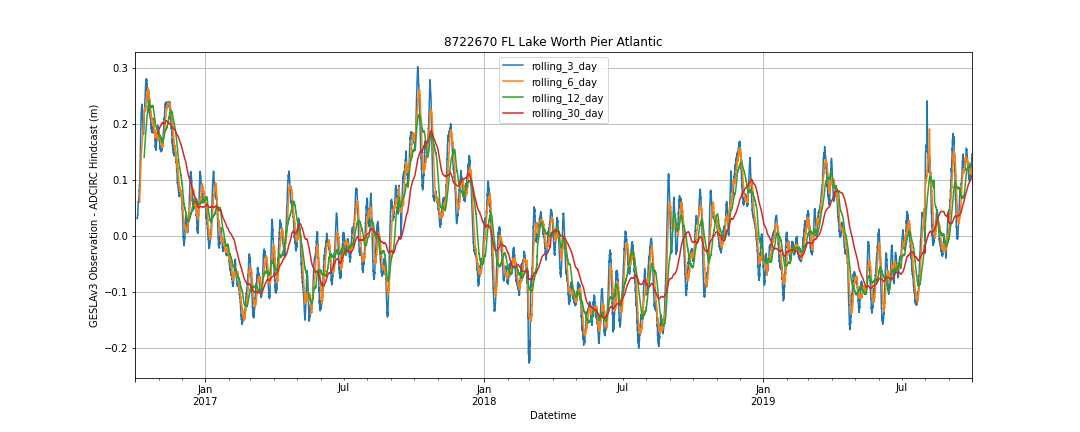 8722670 FL Lake Worth Pier Atlantic
rolling_3_day
rolling_6_day
rolling_12_day
rolling_30_day
GESLAv3 Observation - ADCIRC Hindcast (m)
0.3
0.2
0.1
0.0
−0.1
−0.2
Jan
2017
Jul
Jan
2018
Jul
Jan
2019
Jul
Datetime